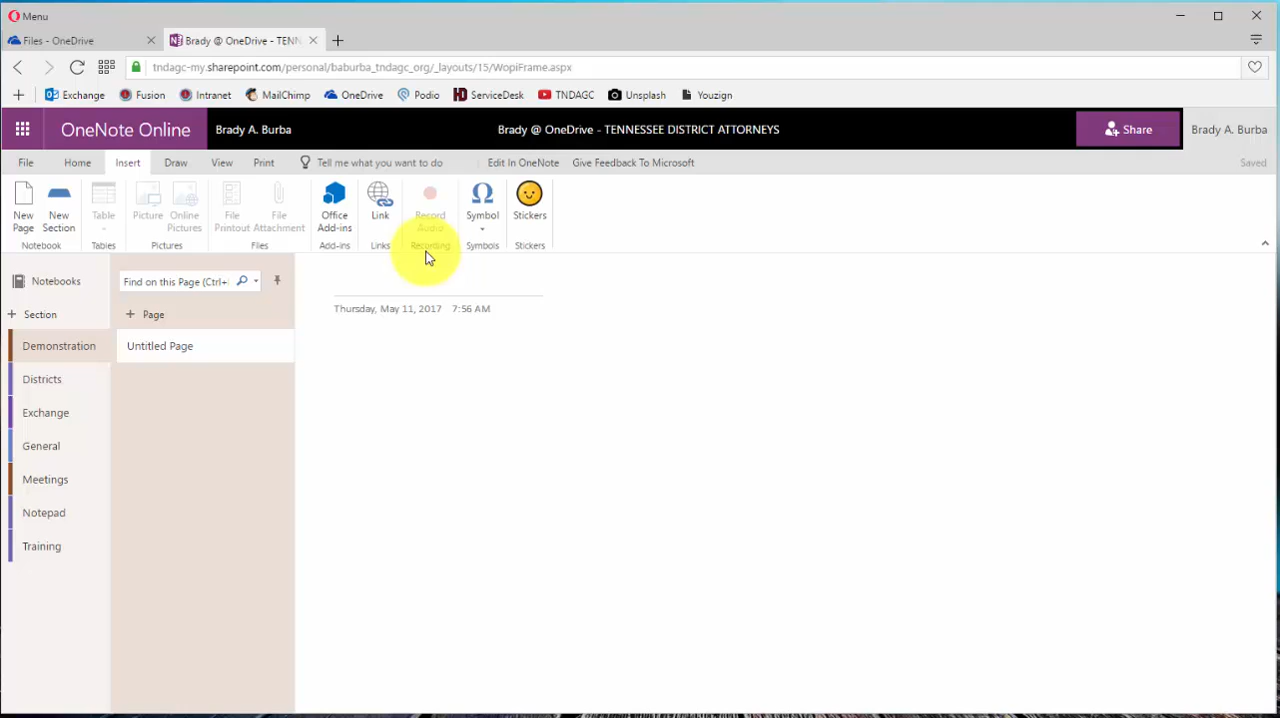 Menu
Files - OneDrive
Brady @ OneDrive - TENN
tndagc-my.sharepoint.com/personal/baburba_tndagc_org/_layouts/15/WopiFrame.aspx
Exchange Fusion Intranet MailChimp OneDrive Podio ServiceDesk TNDAGC Unsplash Youzign
OneNote Online Brady A. Burba Brady @ OneDrive - TENNESSEE DISTRICT ATTORNEYS Share Brady A. Burba
File Home Insert Draw View Print Tell me what you want to do Edit In OneNote Give Feedback To Microsoft Saved
New Page
New Section
Table
Picture
Online Pictures
File Printout
File Attachment
Office Add-ins
Link
Record Audio
Symbol
Stickers
Notebook Tables Pictures Files Add-ins Links Recording Symbols Stickers
Notebooks
Find on this Page (Ctrl+
Thursday, May 11, 2017 7:56 AM
+ Section
+ Page
Demonstration
Untitled Page
Districts
Exchange
General
Meetings
Notepad
Training